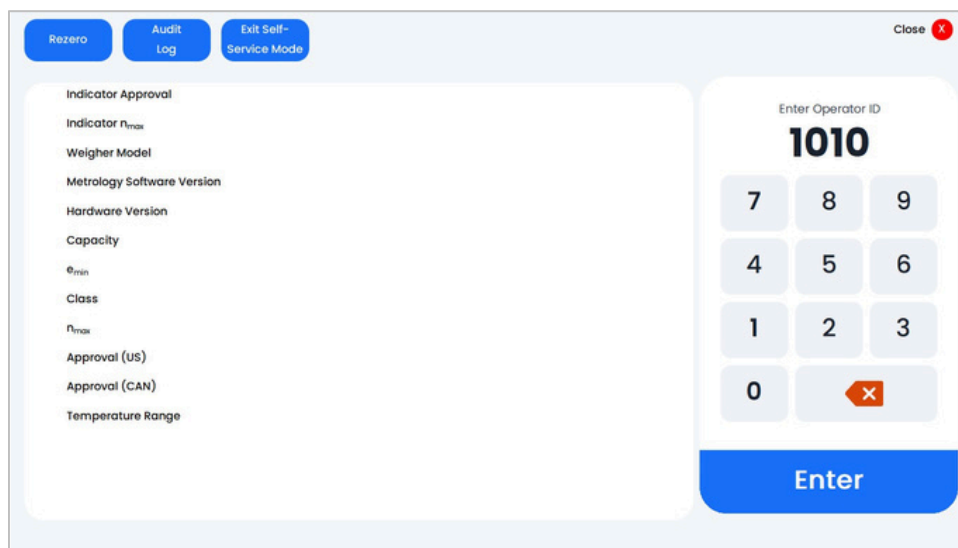 Rezero
Audit
Log
Exit Self-
Service Mode
Close X
Indicator Approval
Indicator nmax
Weigher Model
Metrology Software Version
Hardware Version
Capacity
emin
Class
nmax
Approval (US)
Approval (CAN)
Temperature Range
Enter Operator ID
1010
7 8 9
4 5 6
1 2 3
0
Enter